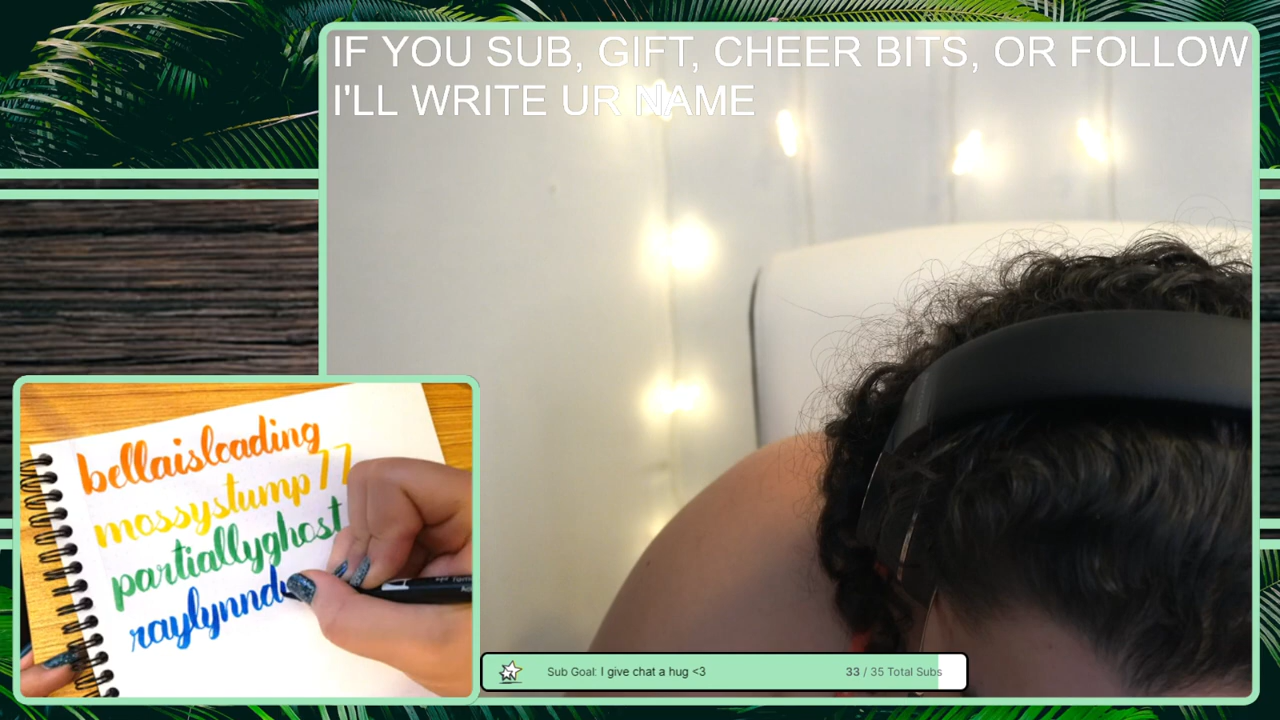 IF YOU SUB, GIFT, CHEER BITS, OR FOLLOW
I'LL WRITE UR NAME
bellaisloading
mossystump77
partiallyghost
Sub Goal: I give chat a hug <3 33 / 35 Total Subs